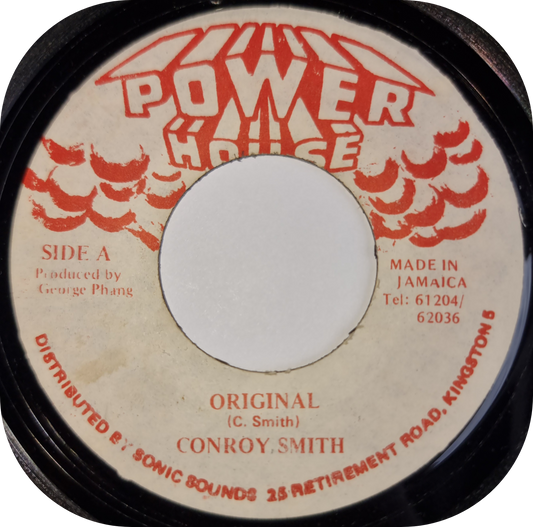 POWER
HOUSE
SIDE A
Produced by
George Phang
MADE IN
JAMAICA
Tel: 61204/
62036
ORIGINAL
(C. Smith)
CONROY SMITH
DISTRIBUTED BY SONIC SOUNDS 25 RETIREMENT ROAD, KINGSTON 5